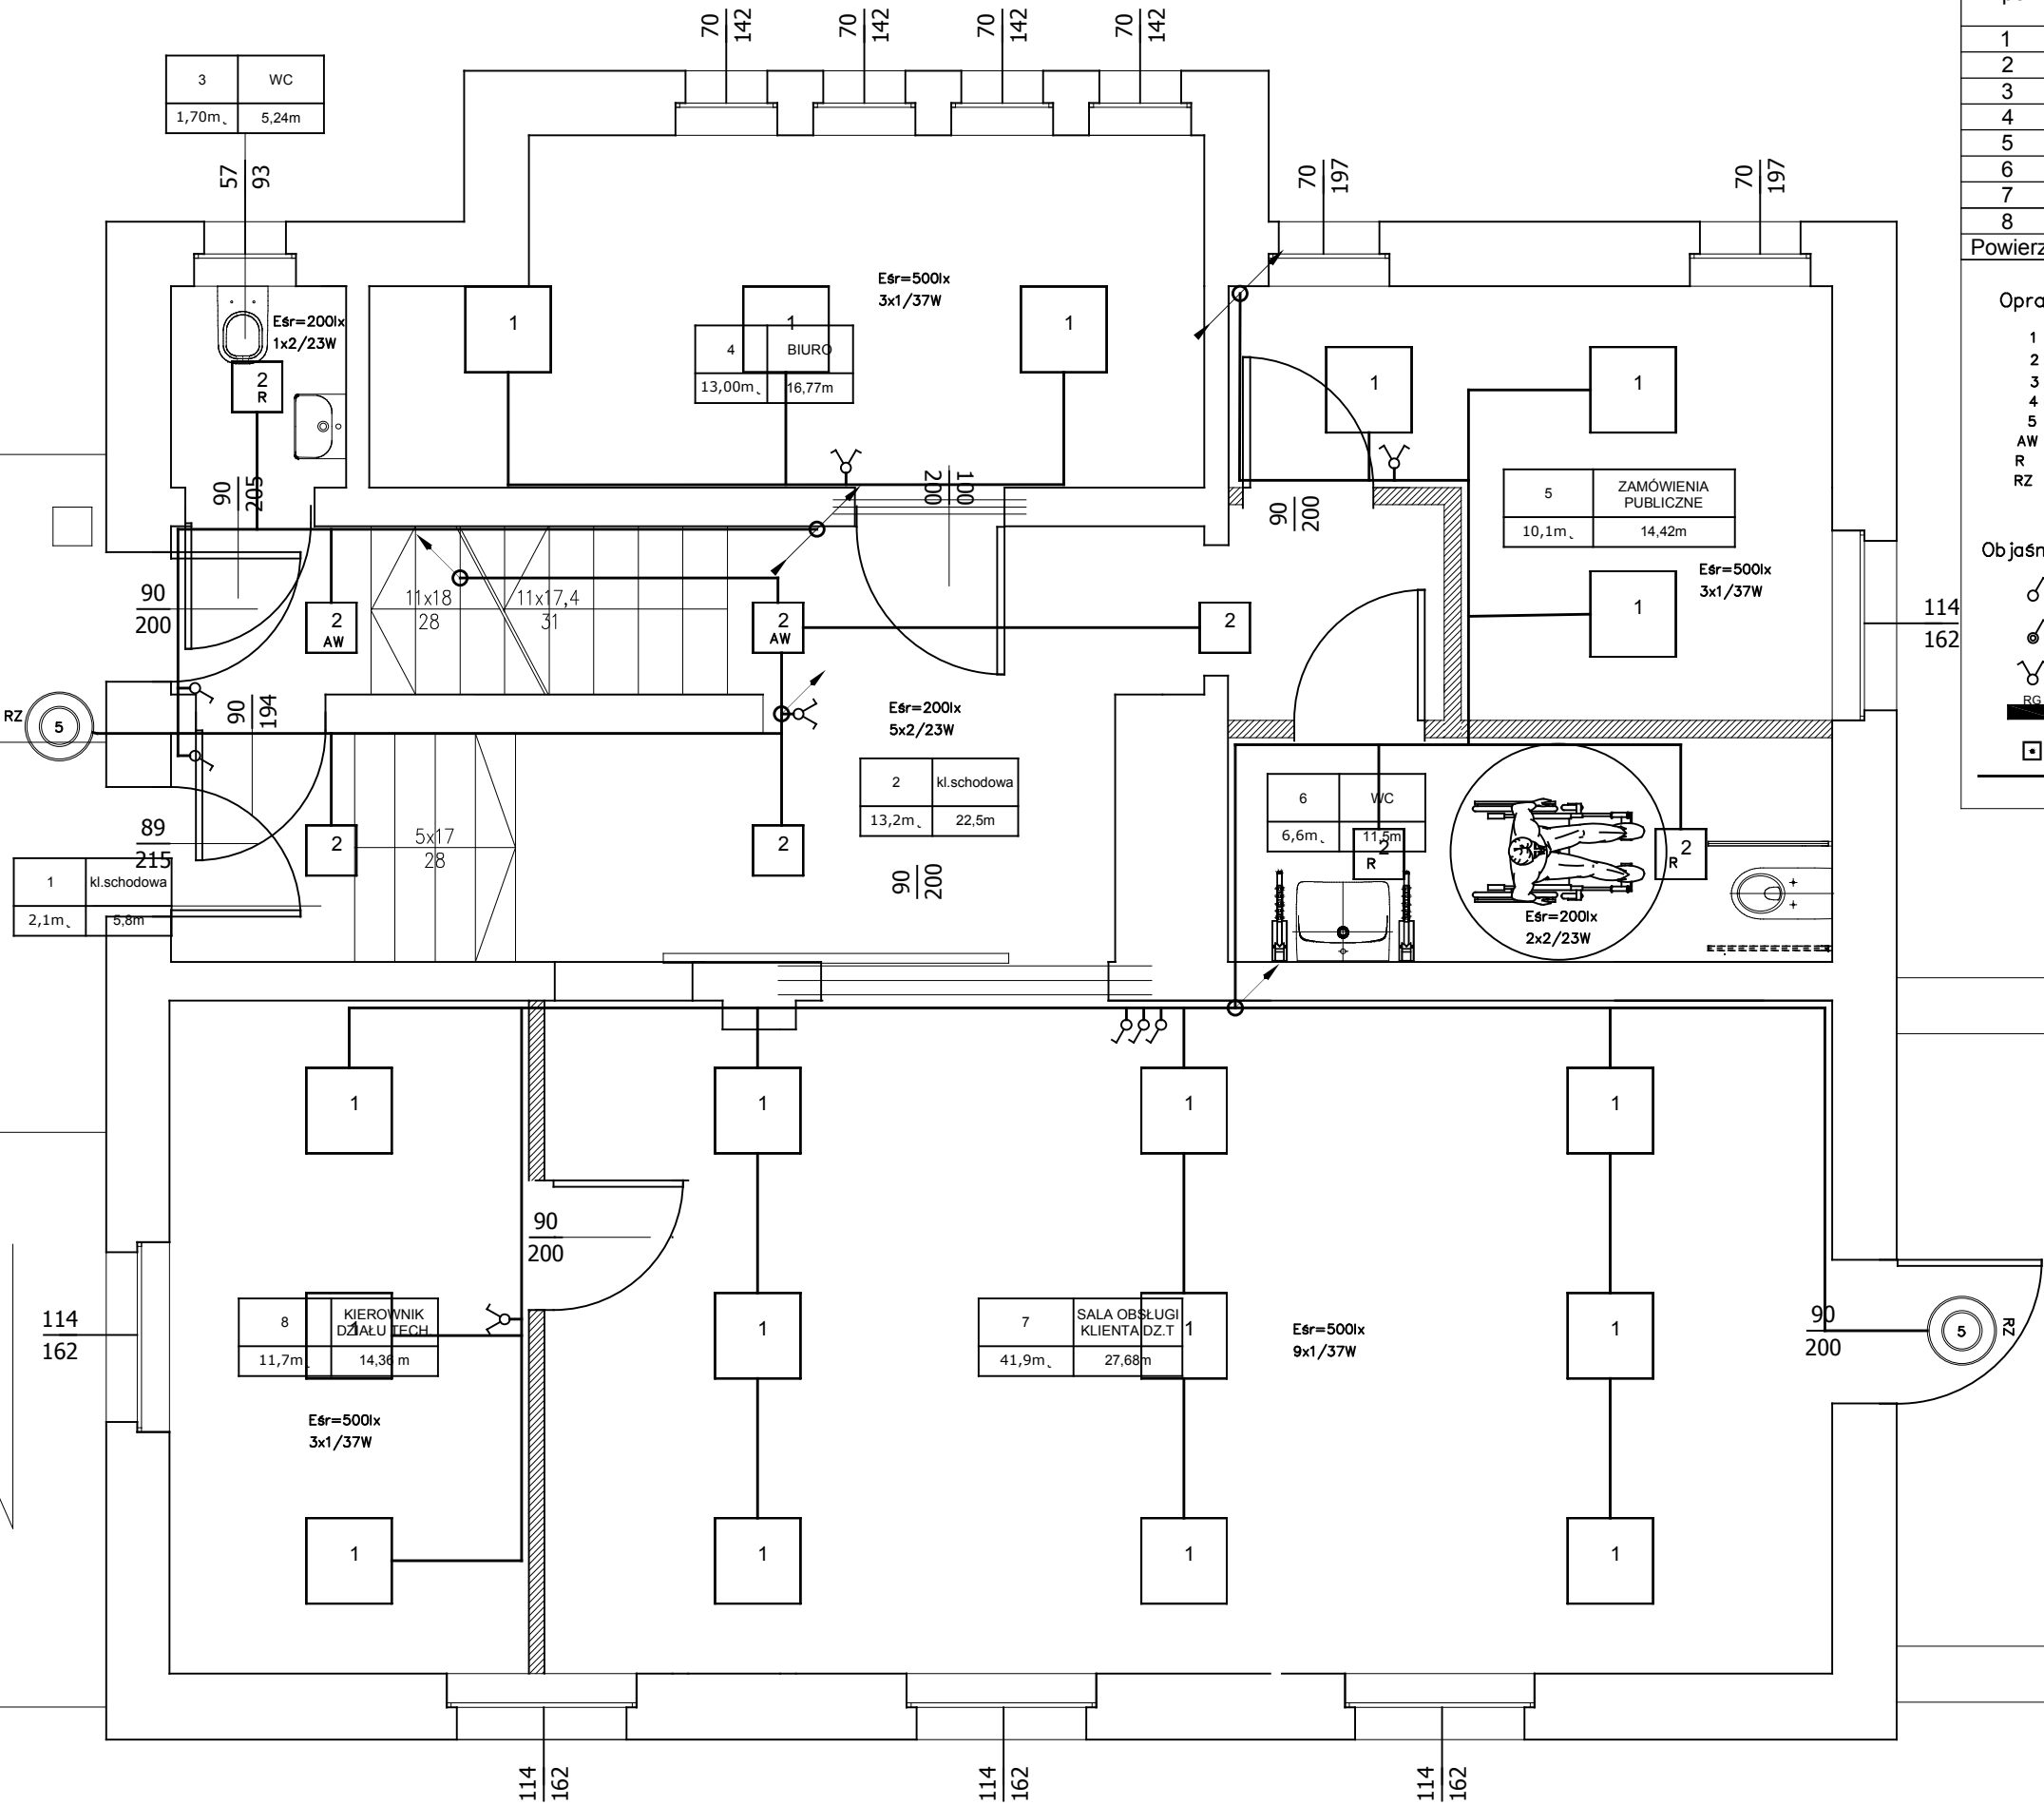 70
142
70
142
70
142
70
142
3 WC
1,70m 5,24m
57
93
70
197
70
197
1
2
3
4
5
6
7
8
Powierz
Opra
1
2
3
4
5
AW
R
RZ
Objaśn
RG
Eśr=500lx
3x1/37W
1
1
1
4 BIURO
13,00m 16,77m
Eśr=200lx
1x2/23W
2
R
1
1
5 ZAMÓWIENIA
PUBLICZNE
10,1m 14,42m
Eśr=500lx
3x1/37W
1
90
205
100
200
90
200
90
200
11x18
28
11x17,4
31
2
AW
2
AW
2
114
162
RZ
5
90
194
Eśr=200lx
5x2/23W
2 kl.schodowa
13,2m 22,5m
89
215
1 kl.schodowa
2,1m 5,8m
2
5x17
28
2
90
200
6 WC
6,6m 11,5m
2
R
2
R
Eśr=200lx
2x2/23W
1
1
1
1
90
200
114
162
8 KIEROWNIK
DZIAŁU TECH.
11,7m 14,36 m
1
Eśr=500lx
3x1/37W
1
7 SALA OBSŁUGI
KLIENTA DZ.T
41,9m 27,68m
1
Eśr=500lx
9x1/37W
1
90
200
5
RZ
1
1
1
1
114
162
114
162
114
162